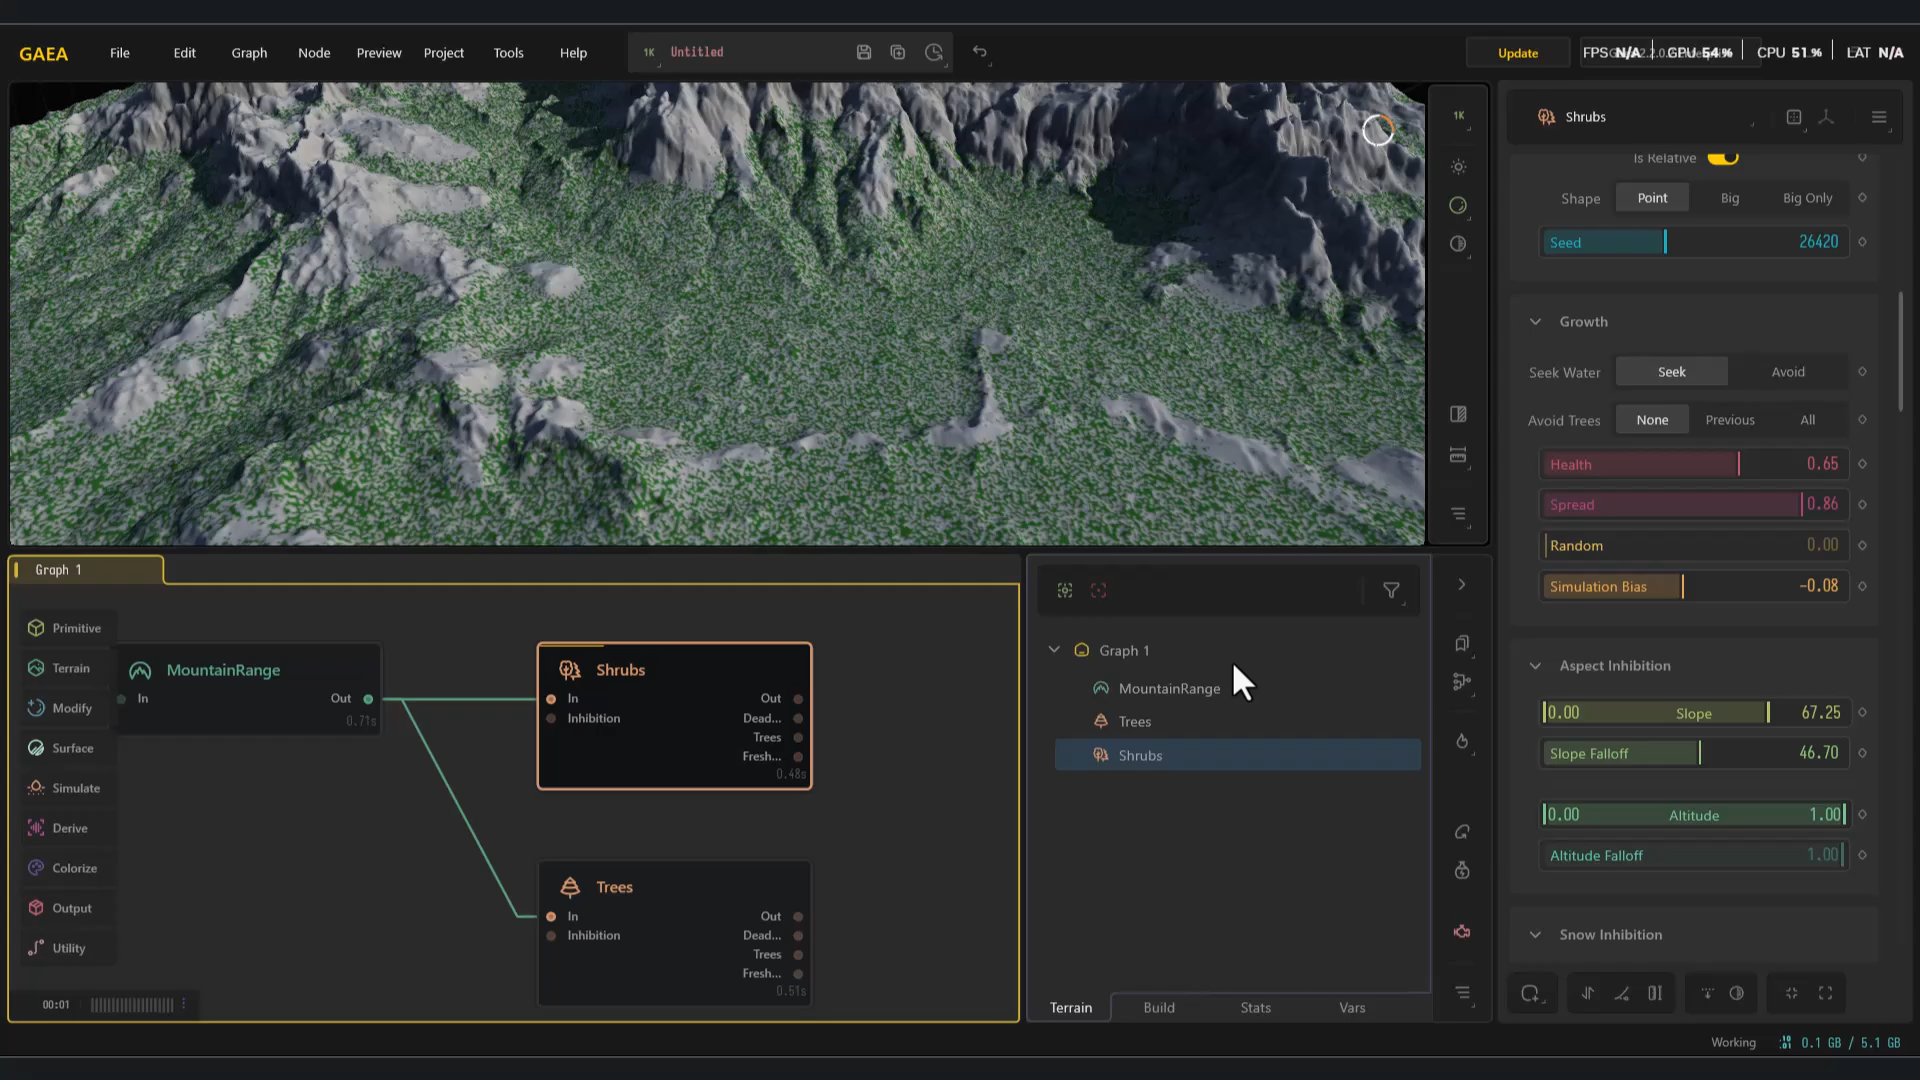 GAEA File Edit Graph Node Preview Project Tools Help 1K Untitled Update FPS N/A GPU 54 % CPU 51 % LAT N/A
1K
Shrubs
Is Relative
Shape Point Big Big Only
Seed 26420
Growth
Seek Water Seek Avoid
Avoid Trees None Previous All
Health 0.65
Spread 0.86
Random 0.00
Simulation Bias -0.08
Aspect Inhibition
0.00 Slope 67.25
Slope Falloff 46.70
0.00 Altitude 1.00
Altitude Falloff 1.00
Snow Inhibition
Graph 1
Primitive
Terrain
Modify
Surface
Simulate
Derive
Colorize
Output
Utility
00:01
MountainRange
In Out
0.71s
Shrubs
In Out
Inhibition Dead...
Trees
Fresh...
0.48s
Trees
In Out
Inhibition Dead...
Trees
Fresh...
0.51s
Graph 1
MountainRange
Trees
Shrubs
Terrain Build Stats Vars
Working 0.1 GB / 5.1 GB